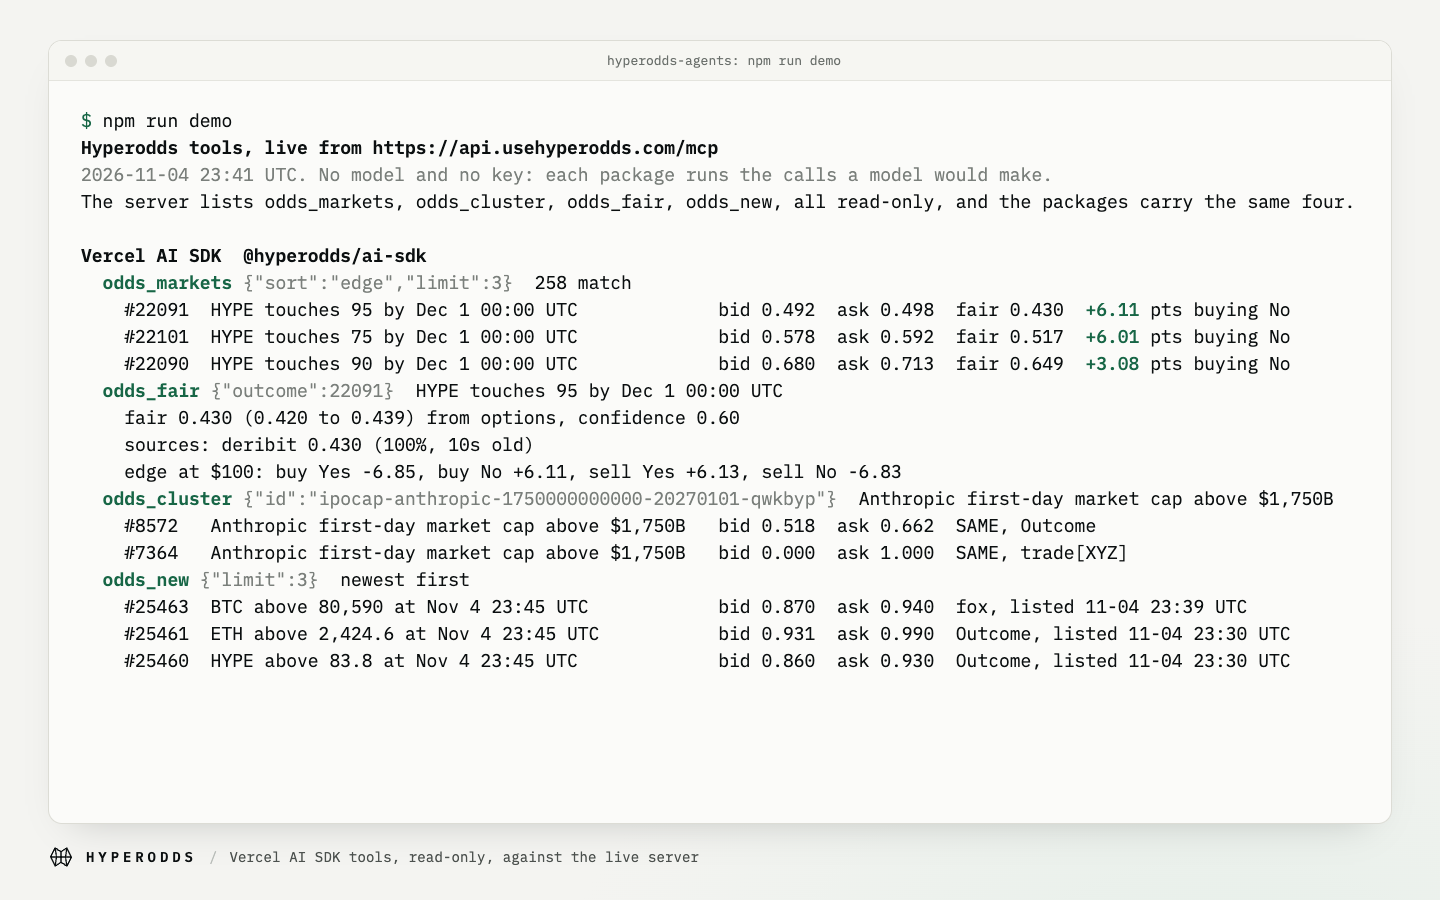 hyperodds-agents: npm run demo
$ npm run demo
Hyperodds tools, live from https://api.usehyperodds.com/mcp
2026-11-04 23:41 UTC. No model and no key: each package runs the calls a model would make.
The server lists odds_markets, odds_cluster, odds_fair, odds_new, all read-only, and the packages carry the same four.
Vercel AI SDK  @hyperodds/ai-sdk
odds_markets {"sort":"edge","limit":3}  258 match
#22091  HYPE touches 95 by Dec 1 00:00 UTC  bid 0.492  ask 0.498  fair 0.430  +6.11 pts buying No
#22101  HYPE touches 75 by Dec 1 00:00 UTC  bid 0.578  ask 0.592  fair 0.517  +6.01 pts buying No
#22090  HYPE touches 90 by Dec 1 00:00 UTC  bid 0.680  ask 0.713  fair 0.649  +3.08 pts buying No
odds_fair {"outcome":22091}  HYPE touches 95 by Dec 1 00:00 UTC
fair 0.430 (0.420 to 0.439) from options, confidence 0.60
sources: deribit 0.430 (100%, 10s old)
edge at $100: buy Yes -6.85, buy No +6.11, sell Yes +6.13, sell No -6.83
odds_cluster {"id":"ipocap-anthropic-1750000000000-20270101-qwkbyp"}  Anthropic first-day market cap above $1,750B
#8572  Anthropic first-day market cap above $1,750B  bid 0.518  ask 0.662  SAME, Outcome
#7364  Anthropic first-day market cap above $1,750B  bid 0.000  ask 1.000  SAME, trade[XYZ]
odds_new {"limit":3}  newest first
#25463  BTC above 80,590 at Nov 4 23:45 UTC  bid 0.870  ask 0.940  fox, listed 11-04 23:39 UTC
#25461  ETH above 2,424.6 at Nov 4 23:45 UTC  bid 0.931  ask 0.990  Outcome, listed 11-04 23:30 UTC
#25460  HYPE above 83.8 at Nov 4 23:45 UTC  bid 0.860  ask 0.930  Outcome, listed 11-04 23:30 UTC
HYPERODDS / Vercel AI SDK tools, read-only, against the live server